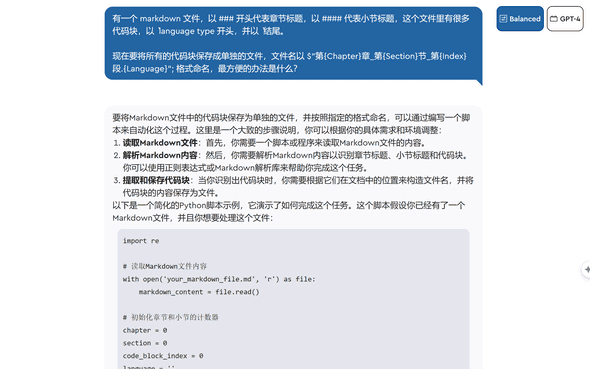 有一个 markdown 文件，以 ### 开头代表章节标题，以 #### 代表小节标题，这个文件里有很多
代码块，以 `language type 开头，并以 `结尾。
现在要将所有的代码块保存成单独的文件，文件名以 $"第{Chapter}章_第{Section}节_第{Index}
段.{Language}"; 格式命名，最方便的办法是什么？
Balanced
GPT-4
要将Markdown文件中的代码块保存为单独的文件，并按照指定的格式命名，可以通过编写一个脚
本来自动化这个过程。这里是一个大致的步骤说明，你可以根据你的具体需求和环境调整：
1. 读取Markdown文件：首先，你需要一个脚本或程序来读取Markdown文件的内容。
2. 解析Markdown内容：然后，你需要解析Markdown内容以识别章节标题、小节标题和代码块。
你可以使用正则表达式或Markdown解析库来帮助你完成这个任务。
3. 提取和保存代码块：当你识别出代码块时，你需要根据它们在文档中的位置来构造文件名，并将
代码块的内容保存为文件。
以下是一个简化的Python脚本示例，它演示了如何完成这个任务。这个脚本假设你已经有了一个
Markdown文件，并且你想要处理这个文件：
import re
# 读取Markdown文件内容
with open('your_markdown_file.md', 'r') as file:
markdown_content = file.read()
# 初始化章节和小节的计数器
chapter = 0
section = 0
code_block_index = 0
language = ''